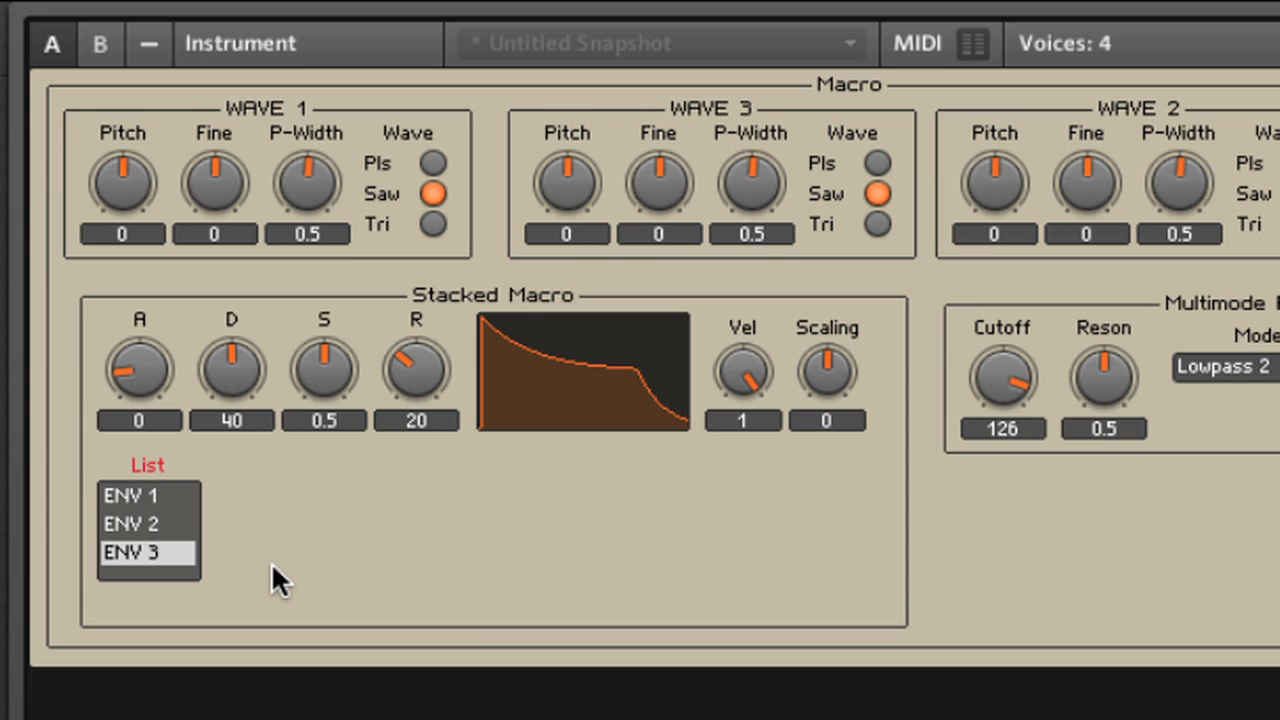 A B – Instrument * Untitled Snapshot MIDI Voices: 4
Macro
WAVE 1 WAVE 3 WAVE 2
Pitch Fine P-Width Wave Pitch Fine P-Width Wave Pitch Fine P-Width Wa
Pls Pls Pls
Saw Saw Saw
Tri Tri Tri
0 0 0.5 0 0 0.5 0 0 0.5
Stacked Macro Multimode
A D S R Vel Scaling Cutoff Reson Mode
Lowpass 2
0 40 0.5 20 1 0 126 0.5
List
ENV 1
ENV 2
ENV 3